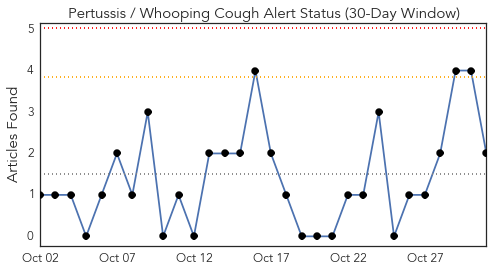 Pertussis / Whooping Cough Alert Status (30-Day Window)
Articles Found
5
4
3
2
1
0
Oct 02 Oct 07 Oct 12 Oct 17 Oct 22 Oct 27